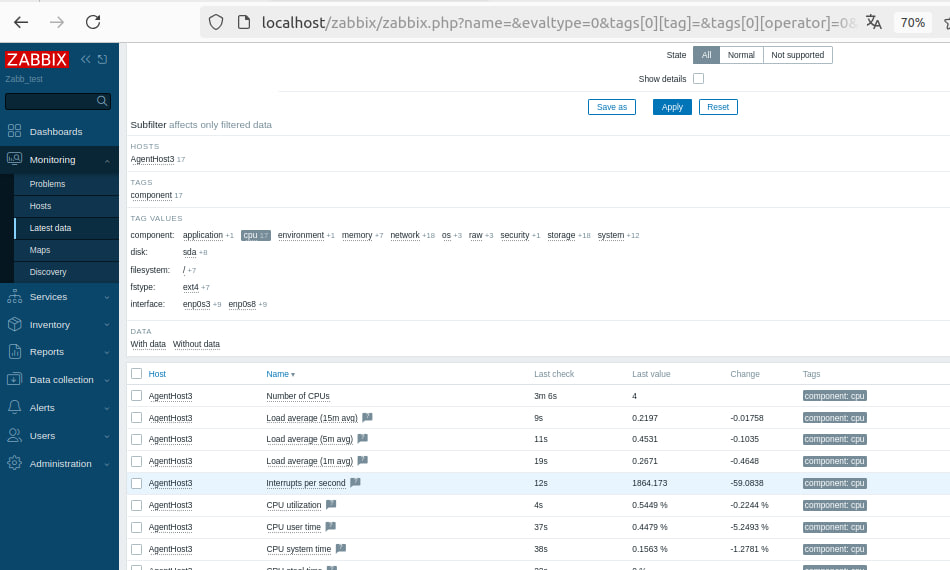 localhost/zabbix/zabbix.php?name=&evaltype=0&tags[0][tag]=&tags[0][operator]=0& 70%
ZABBIX
Zabb_test
Dashboards
Monitoring
Problems
Hosts
Latest data
Maps
Discovery
Services
Inventory
Reports
Data collection
Alerts
Users
Administration
State All Normal Not supported
Show details
Save as Apply Reset
Subfilter affects only filtered data
HOSTS
AgentHost3 17
TAGS
component 17
TAG VALUES
component: application +1 cpu 17 environment +1 memory +7 network +18 os +3 raw +3 security +1 storage +18 system +12
disk: sda +8
filesystem: / +7
fstype: ext4 +7
interface: enp0s3 +9 enp0s8 +9
DATA
With data Without data
Host Name Last check Last value Change Tags
AgentHost3 Number of CPUs 3m 6s 4 component: cpu
AgentHost3 Load average (15m avg) 9s 0.2197 -0.01758 component: cpu
AgentHost3 Load average (5m avg) 11s 0.4531 -0.1035 component: cpu
AgentHost3 Load average (1m avg) 19s 0.2671 -0.4648 component: cpu
AgentHost3 Interrupts per second 12s 1864.173 -59.0838 component: cpu
AgentHost3 CPU utilization 4s 0.5449 % -0.2244 % component: cpu
AgentHost3 CPU user time 37s 0.4479 % -5.2493 % component: cpu
AgentHost3 CPU system time 38s 0.1563 % -1.2781 % component: cpu